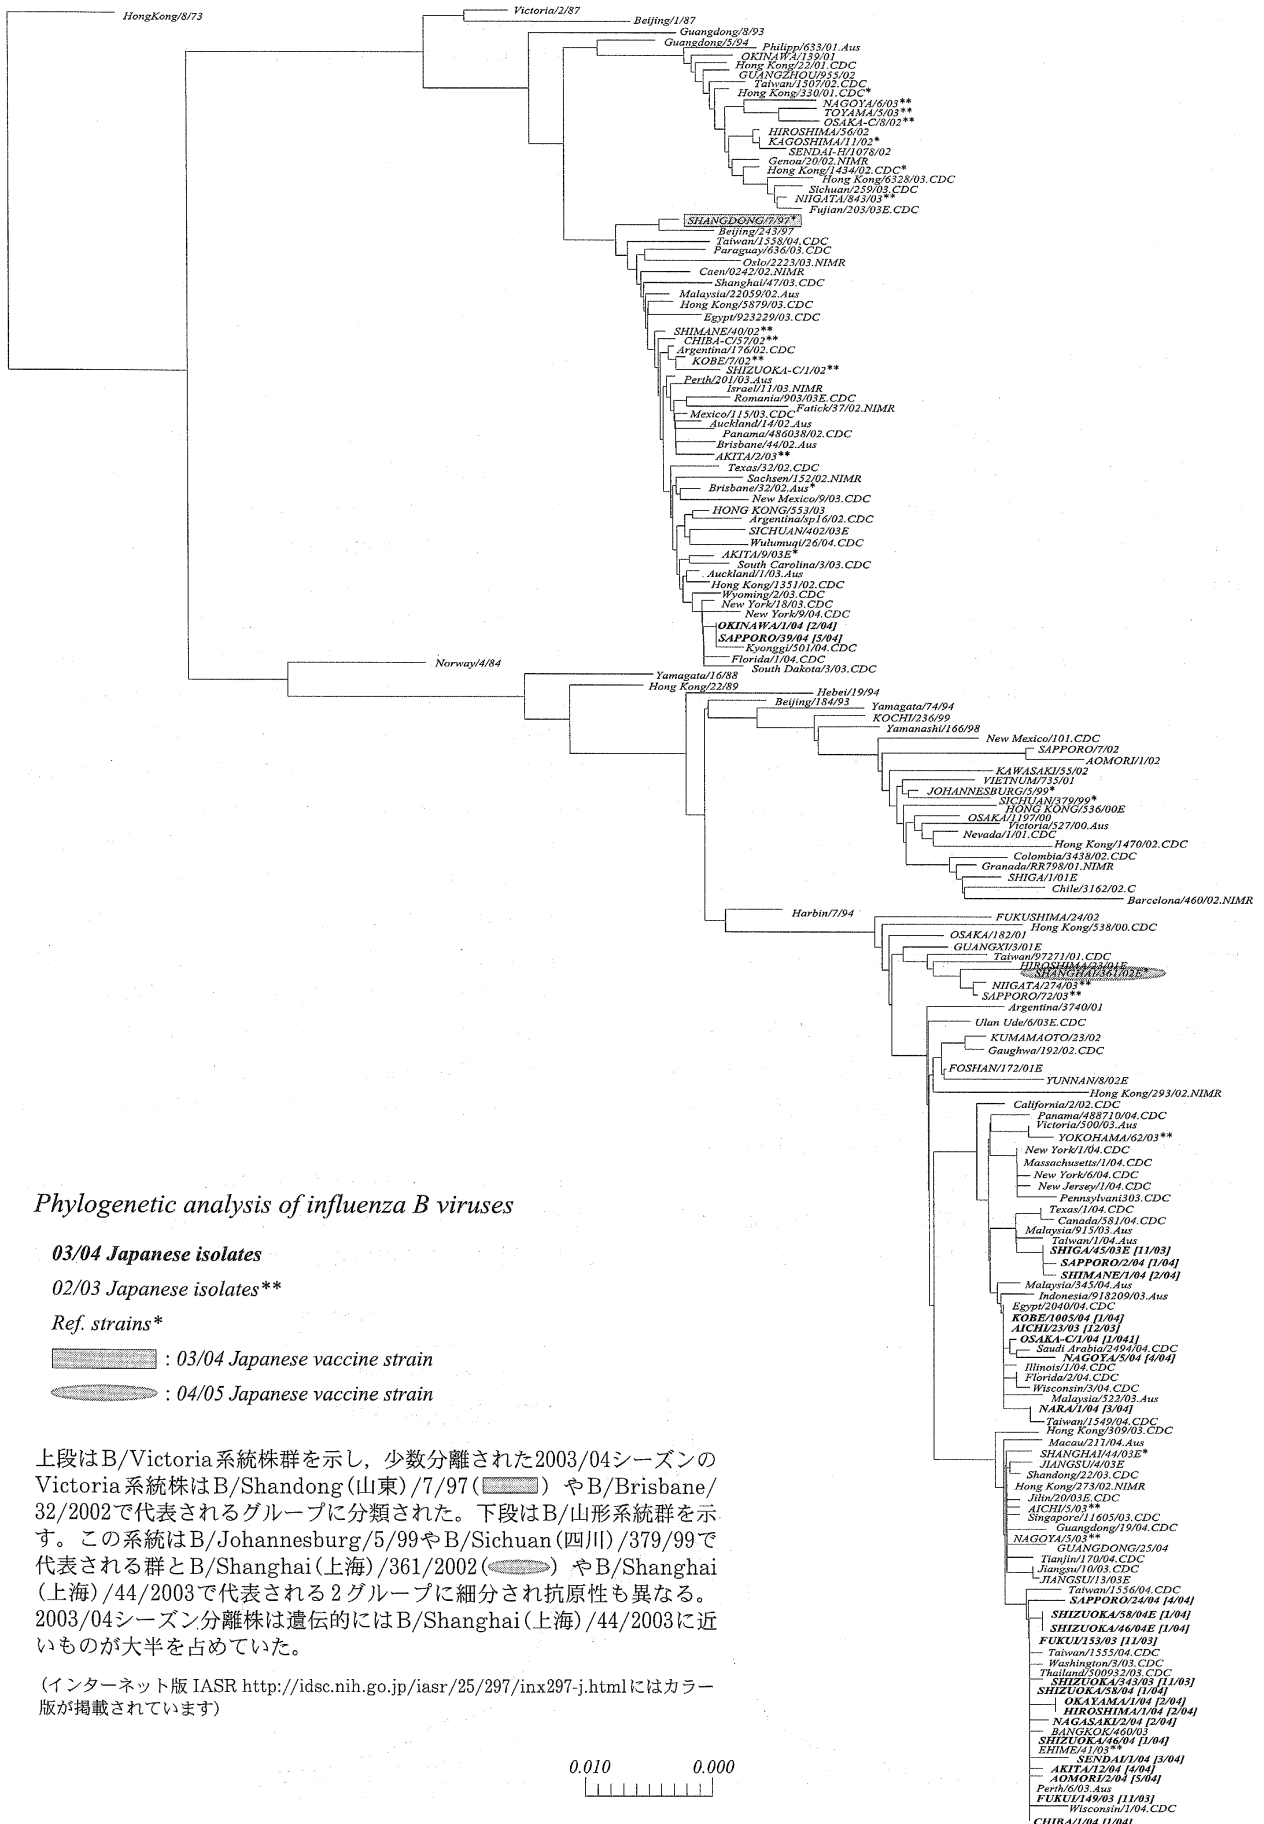 HongKong/8/73
Victoria/2/87
Beijing/1/87
Guangdong/8/93
Guangdong/5/94
Philipp/633/01.Aus
OKINAWA/139/01
Hong Kong/22/01.CDC
GUANGZHOU/955/02
Taiwan/1507/02.CDC
Hong Kong/330/01.CDC*
NAGOYA/6/03**
TOYAMA/5/03**
OSAKA-C/8/02**
HIROSHIMA/56/02
KAGOSHIMA/11/02*
SENDAI-H/1078/02
Genoa/20/02.NIMR
Hong Kong/1434/02.CDC*
Hong Kong/6328/03.CDC
Sichuan/259/03.CDC
NIIGATA/843/03**
Fujian/203/03E.CDC
SHANGDONG/7/97*
Beijing/243/97
Taiwan/1558/04.CDC
Paraguay/636/03.CDC
Oslo/2223/03.NIMR
Caen/0242/02.NIMR
Shanghai/47/03.CDC
Malaysia/22059/02.Aus
Hong Kong/5879/03.CDC
Egypt/923229/03.CDC
SHIMANE/40/02**
CHIBA-C/57/02**
Argentina/176/02.CDC
KOBE/7/02**
SHIZUOKA-C/1/02**
Perth/201/03.Aus
Israel/11/03.NIMR
Romania/903/03E.CDC
Fatick/37/02.NIMR
Mexico/115/03.CDC
Auckland/14/02.Aus
Panama/486038/02.CDC
Brisbane/44/02.Aus
AKITA/2/03**
Texas/32/02.CDC
Sachsen/152/02.NIMR
Brisbane/32/02.Aus*
New Mexico/9/03.CDC
HONG KONG/553/03
Argentina/sp16/02.CDC
SICHUAN/402/03E
Wulumuqi/26/04.CDC
AKITA/9/03E*
South Carolina/3/03.CDC
Auckland/1/03.Aus
Hong Kong/1351/02.CDC
Wyoming/2/03.CDC
New York/18/03.CDC
New York/9/04.CDC
OKINAWA/1/04 [2/04]
SAPPORO/39/04 [5/04]
Kyonggi/501/04.CDC
Florida/1/04.CDC
South Dakota/3/03.CDC
Norway/4/84
Yamagata/16/88
Hong Kong/22/89
Hebei/19/94
Beijing/184/93
Yamagata/74/94
KOCHI/236/99
Yamanashi/166/98
New Mexico/101.CDC
SAPPORO/7/02
AOMORI/1/02
KAWASAKI/55/02
VIETNUM/735/01
JOHANNESBURG/5/99*
SICHUAN/379/99*
HONG KONG/536/00E
OSAKA/1197/00
Victoria/527/00.Aus
Nevada/1/01.CDC
Hong Kong/1470/02.CDC
Colombia/3438/02.CDC
Granada/RR798/01.NIMR
SHIGA/1/01E
Chile/3162/02.C
Barcelona/460/02.NIMR
Harbin/7/94
FUKUSHIMA/24/02
Hong Kong/538/00.CDC
OSAKA/182/01
GUANGXI/3/01E
Taiwan/97271/01.CDC
HIROSHIMA/23/01E
SHANGHAI/361/02E*
NIIGATA/274/03**
SAPPORO/72/03**
Argentina/3740/01
Ulan Ude/6/03E.CDC
KUMAMAOTO/23/02
Gaughwa/192/02.CDC
FOSHAN/172/01E
YUNNAN/8/02E
Hong Kong/293/02.NIMR
California/2/02.CDC
Panama/488710/04.CDC
Victoria/500/03.Aus
YOKOHAMA/62/03**
New York/1/04.CDC
Massachusetts/1/04.CDC
New York/6/04.CDC
New Jersey/1/04.CDC
Pennsylvani303.CDC
Texas/1/04.CDC
Canada/581/04.CDC
Malaysia/915/03.Aus
Taiwan/1/04.Aus
SHIGA/45/03E [11/03]
SAPPORO/2/04 [1/04]
SHIMANE/1/04 [2/04]
Malaysia/345/04.Aus
Indonesia/918209/03.Aus
Egypt/2040/04.CDC
KOBE/1005/04 [1/04]
AICHI/23/03 [12/03]
OSAKA-C/1/04 [1/041]
Saudi Arabia/2494/04.CDC
NAGOYA/5/04 [4/04]
Illinois/1/04.CDC
Florida/2/04.CDC
Wisconsin/3/04.CDC
Malaysia/522/03.Aus
NARA/1/04 [3/04]
Taiwan/1549/04.CDC
Hong Kong/309/03.CDC
Macau/211/04.Aus
SHANGHAI/44/03E*
JIANGSU/4/03E
Shandong/22/03.CDC
Hong Kong/273/02.NIMR
Jilin/20/03E.CDC
AICHI/5/03**
Singapore/11605/03.CDC
Guangdong/19/04.CDC
NAGOYA/5/03**
GUANGDONG/25/04
Tianjin/170/04.CDC
Jiangsu/10/03.CDC
JIANGSU/13/03E
Taiwan/1556/04.CDC
SAPPORO/24/04 [4/04]
SHIZUOKA/58/04E [1/04]
SHIZUOKA/46/04E [1/04]
FUKUI/153/03 [11/03]
Taiwan/1555/04.CDC
Washington/3/03.CDC
Thailand/500932/03.CDC
SHIZUOKA/343/03 [11/03]
SHIZUOKA/58/04 [1/04]
OKAYAMA/1/04 [2/04]
HIROSHIMA/1/04 [2/04]
NAGASAKI/2/04 [2/04]
BANGKOK/460/03
SHIZUOKA/46/04 [1/04]
EHIME/41/03**
SENDAI/1/04 [3/04]
AKITA/12/04 [4/04]
AOMORI/2/04 [5/04]
Perth/6/03.Aus
FUKUI/149/03 [11/03]
Wisconsin/1/04.CDC
CHIBA/1/04 [1/04]
Phylogenetic analysis of influenza B viruses
03/04 Japanese isolates
02/03 Japanese isolates**
Ref. strains*
: 03/04 Japanese vaccine strain
: 04/05 Japanese vaccine strain
上段はB/Victoria系統株群を示し，少数分離された2003/04シーズンの
Victoria系統株はB/Shandong(山東)/7/97( )やB/Brisbane/
32/2002で代表されるグループに分類された。下段はB/山形系統群を示
す。この系統はB/Johannesburg/5/99やB/Sichuan(四川)/379/99で
代表される群とB/Shanghai(上海)/361/2002( )やB/Shanghai
(上海)/44/2003で代表される2グループに細分され抗原性も異なる。
2003/04シーズン分離株は遺伝的にはB/Shanghai(上海)/44/2003に近
いものが大半を占めていた。
(インターネット版 IASR http://idsc.nih.go.jp/iasr/25/297/inx297-j.htmlにはカラー
版が掲載されています)
0.010 0.000